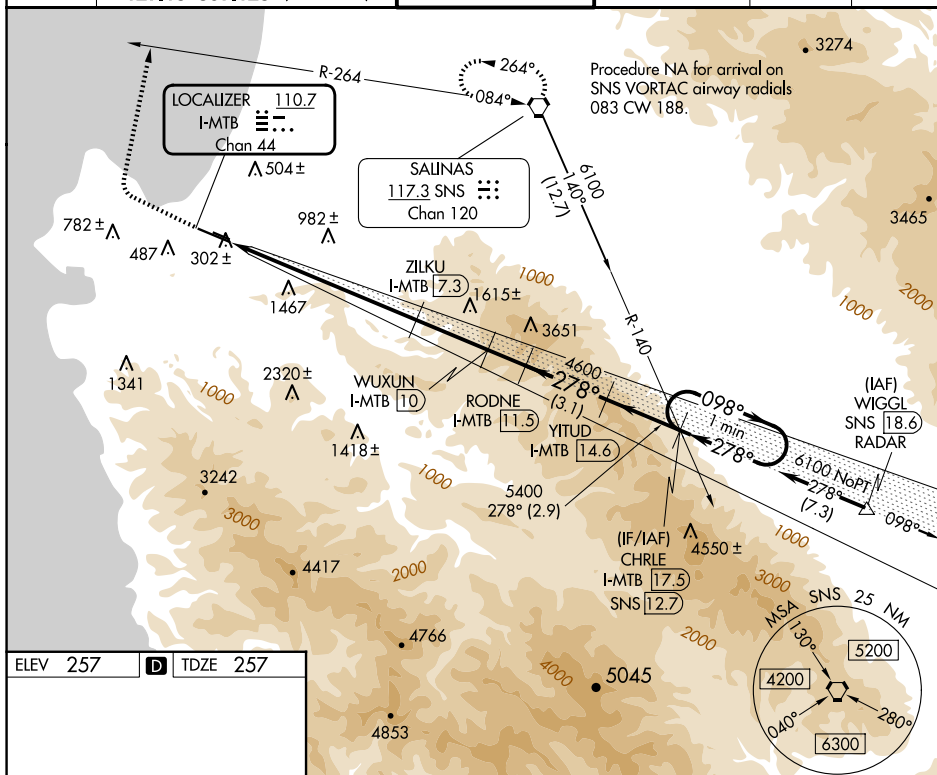 3274
R-264
264°
084°
Procedure NA for arrival on
SNS VORTAC airway radials
083 CW 188.
LOCALIZER 110.7
I-MTB
Chan 44
504±
SALINAS
117.3 SNS
Chan 120
6100
140°
(12.7)
3465
782±
487
302±
982±
ZILKU
I-MTB 7.3
1000
2000
1000
1467
1615±
3651
R-140
1341
1000
2320±
WUXUN
I-MTB 10
RODNE
I-MTB 11.5
4600
278°
(3.1)
YITUD
I-MTB 14.6
098°
1 min
278°
(IAF)
WIGGL
SNS 18.6
RADAR
6100 NoPT
278°
(7.3)
098°
1418±
1000
3242
3000
5400
278° (2.9)
(IF/IAF)
CHRLE
I-MTB 17.5
SNS 12.7
4550±
1000
3000
2000
4417
2000
4766
4000
5045
4853
MSA SNS 25 NM
130°
5200
4200
040°
280°
6300
ELEV 257 D TDZE 257